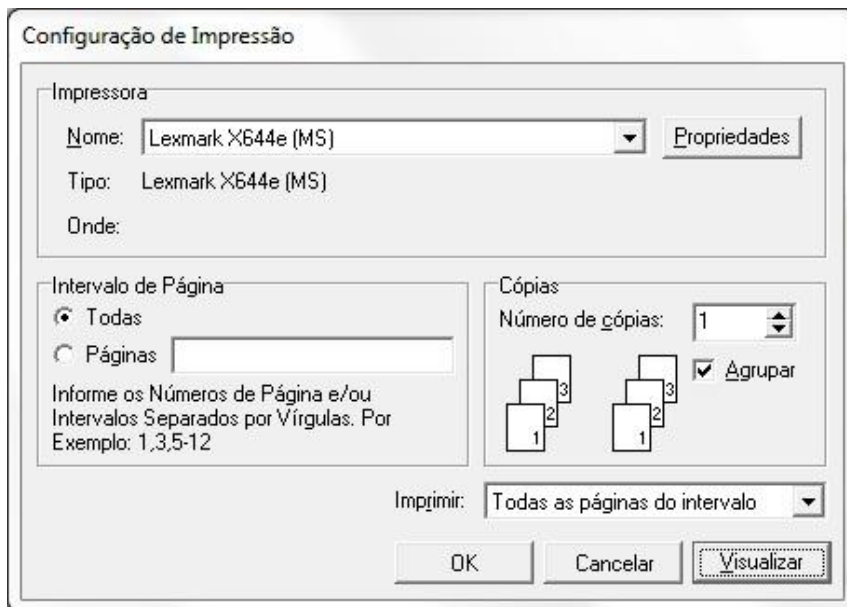 Configuração de Impressão
Impressora
Nome: Lexmark X644e (MS) Propriedades
Tipo: Lexmark X644e (MS)
Onde:
Intervalo de Página
Todas
Páginas
Informe os Números de Página e/ou
Intervalos Separados por Vírgulas. Por
Exemplo: 1,3,5-12
Cópias
Número de cópias: 1
Agrupar
3 3
2 2
1 1
Imprimir: Todas as páginas do intervalo
OK Cancelar Visualizar